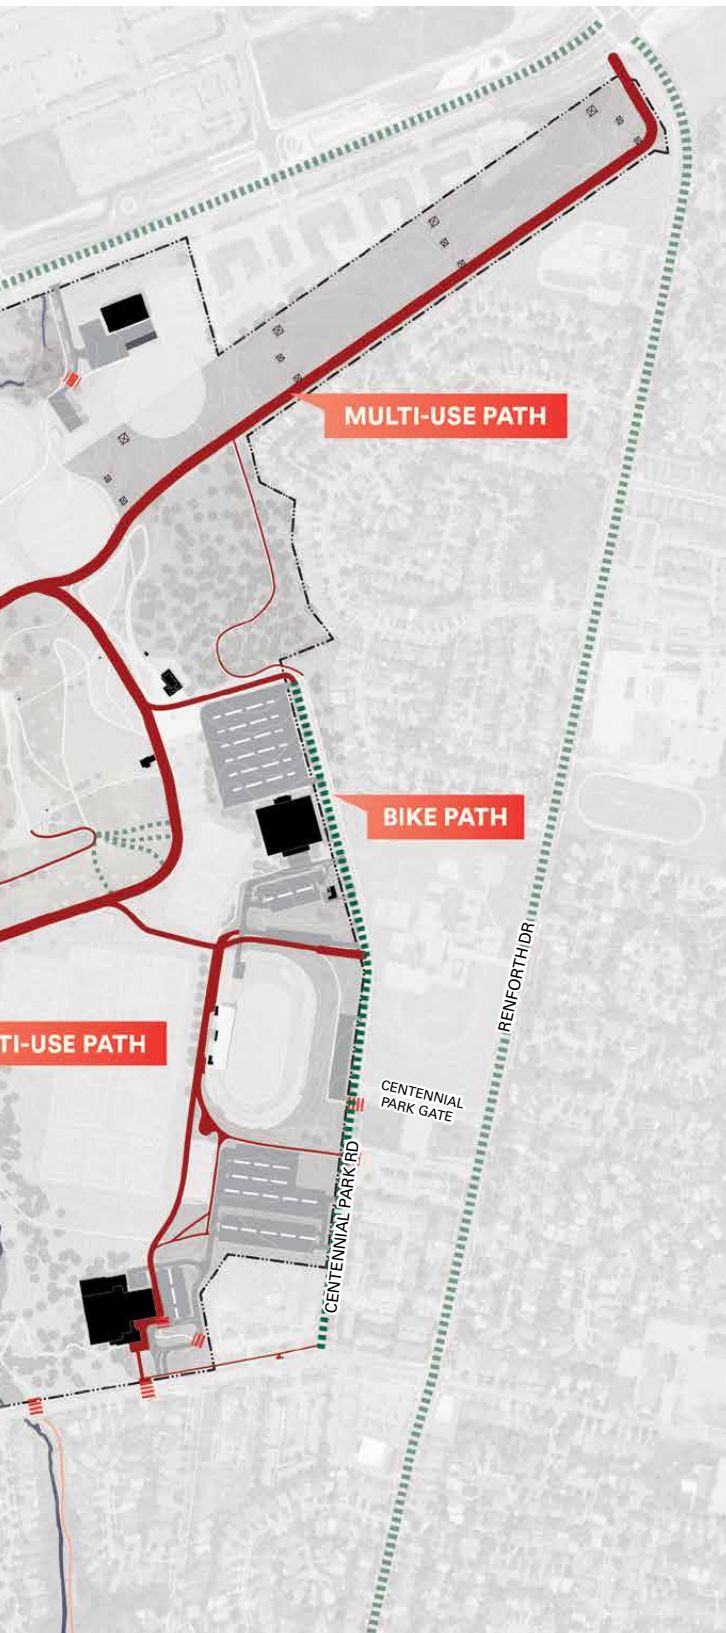 MULTI-USE PATH
BIKE PATH
RENFORTH DR
TI-USE PATH
CENTENNIAL
PARK GATE
CENTENNIAL PARK RD